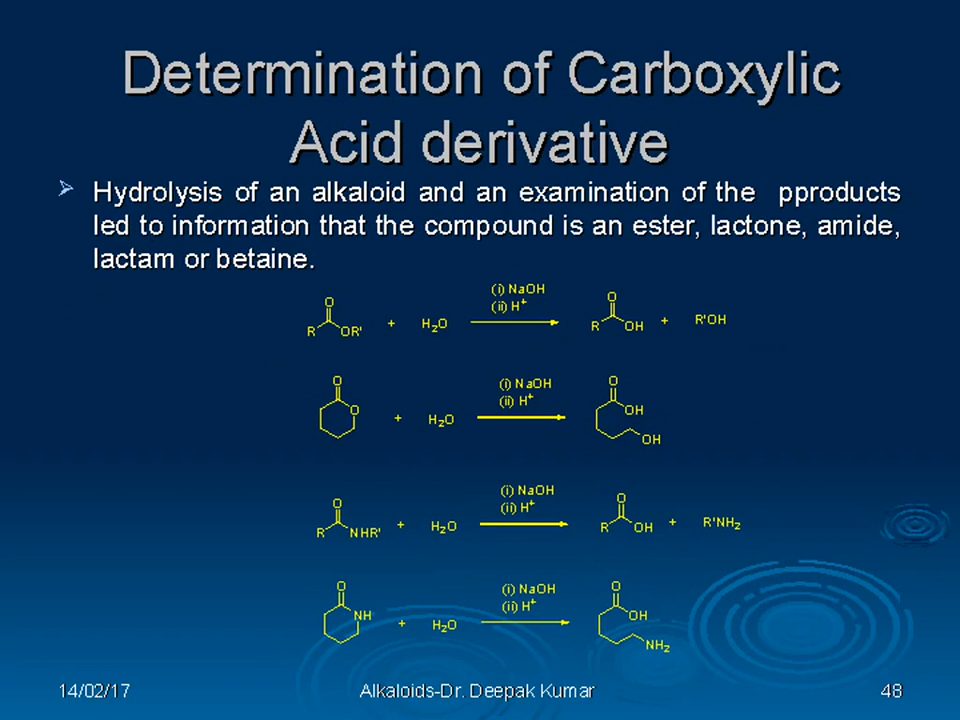 Determination of Carboxylic
Acid derivative
Hydrolysis of an alkaloid and an examination of the pproducts
led to information that the compound is an ester, lactone, amide,
lactam or betaine.
(i) NaOH
(ii) H+
O
R OR' + H2O R O OH + R'OH
(i) NaOH
(ii) H+
O
O + H2O O OH
OH
(i) NaOH
(ii) H+
O
R NHR' + H2O R O OH + R'NH2
(i) NaOH
(ii) H+
O
NH + H2O O OH
NH2
14/02/17 Alkaloids-Dr. Deepak Kumar 48